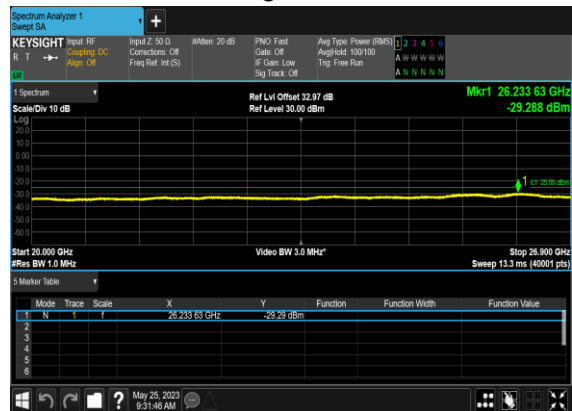 Spectrum Analyzer 1
Swept SA
+
KEYSIGHT Input: RF Input Z: 50 Ω #Atten: 20 dB PNO: Fast Avg Type: Power (RMS) 1 2 3 4 5 6
R T Coupling: DC Corrections: Off Gate: Off Avg|Hold: 100/100 A W W W W W
Align: Off Freq Ref: Int (S) IF Gain: Low Trig: Free Run
Sig Track: Off A N N N N N
1 Spectrum Ref Lvl Offset 32.97 dB Mkr1 26.233 63 GHz
Scale/Div 10 dB Ref Level 30.00 dBm -29.288 dBm
Log
20.0
10.0
0.00
-10.0
-20.0 1
-30.0
-40.0
-50.0
-60.0
Start 20.000 GHz Video BW 3.0 MHz* Stop 26.900 GHz
#Res BW 1.0 MHz Sweep 13.3 ms (40001 pts)
5 Marker Table
Mode Trace Scale X Y Function Function Width Function Value
1 N 1 f 26.233 63 GHz -29.29 dBm
2
3
4
5
6
? May 25, 2023
9:31:46 AM